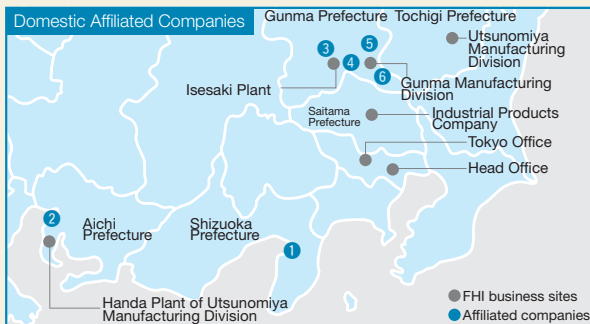 Domestic Affiliated Companies
Gunma Prefecture
Tochigi Prefecture
Utsunomiya
Manufacturing
Division
3
4
5
6
Isesaki Plant
Gunma Manufacturing
Division
Saitama
Prefecture
Industrial Products
Company
Tokyo Office
Head Office
2
Aichi
Prefecture
Shizuoka
Prefecture
1
Handa Plant of Utsunomiya
Manufacturing Division
FHI business sites
Affiliated companies